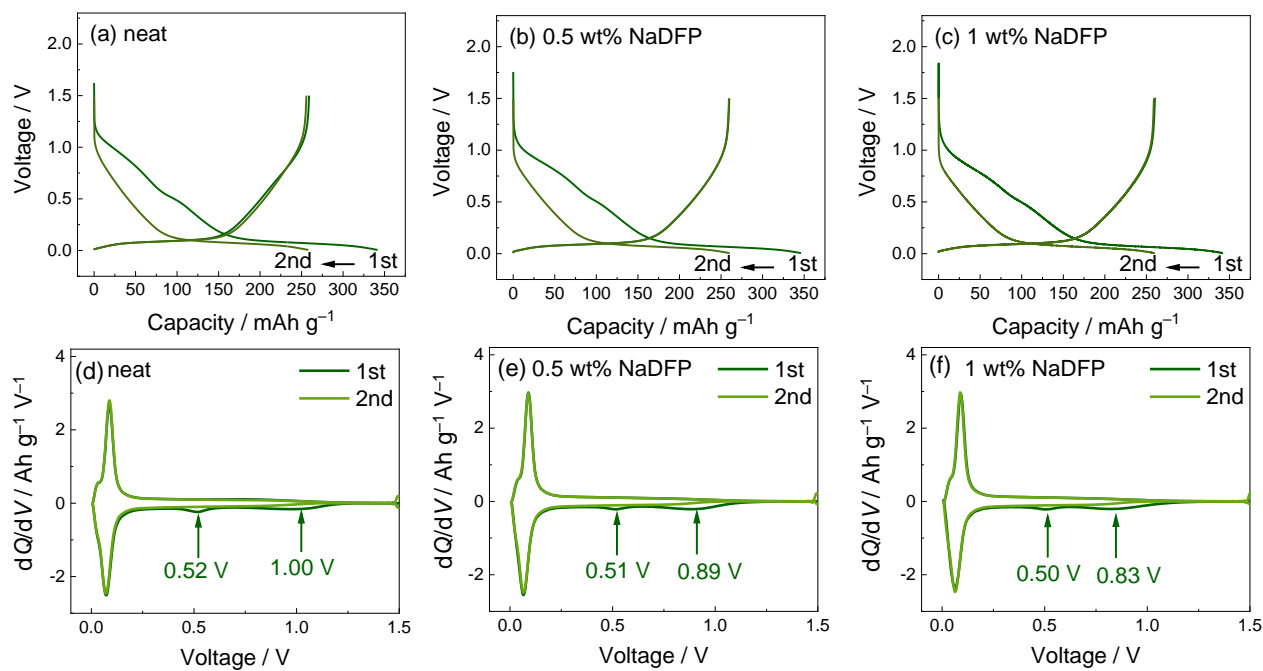 (a) neat
Voltage / V
2.0
1.5
1.0
0.5
0.0
2nd
1st
0 50 100 150 200 250 300 350
Capacity / mAh g⁻¹
(b) 0.5 wt% NaDFP
Voltage / V
2.0
1.5
1.0
0.5
0.0
2nd
1st
0 50 100 150 200 250 300 350
Capacity / mAh g⁻¹
(c) 1 wt% NaDFP
Voltage / V
2.0
1.5
1.0
0.5
0.0
2nd
1st
0 50 100 150 200 250 300 350
Capacity / mAh g⁻¹
(d) neat
1st
2nd
dQ/dV / Ah g⁻¹ V⁻¹
4
2
0
-2
0.52 V
1.00 V
0.0 0.5 1.0 1.5
Voltage / V
(e) 0.5 wt% NaDFP
1st
2nd
dQ/dV / Ah g⁻¹ V⁻¹
4
2
0
-2
0.51 V
0.89 V
0.0 0.5 1.0 1.5
Voltage / V
(f) 1 wt% NaDFP
1st
2nd
dQ/dV / Ah g⁻¹ V⁻¹
4
2
0
-2
0.50 V
0.83 V
0.0 0.5 1.0 1.5
Voltage / V